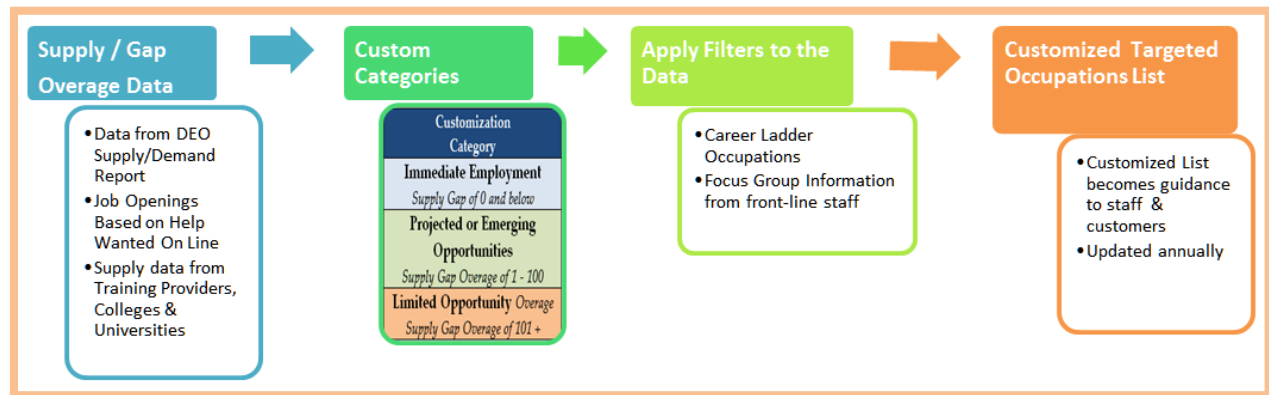 Supply / Gap
Overage Data
•Data from DEO
Supply/Demand
Report
•Job Openings
Based on Help
Wanted On Line
•Supply data from
Training Providers,
Colleges &
Universities
Custom
Categories
Customization
Category
Immediate Employment
Supply Gap of 0 and below
Projected or Emerging
Opportunities
Supply Gap Overage of 1 - 100
Limited Opportunity Overage
Supply Gap Overage of 101 +
Apply Filters to the
Data
•Career Ladder
Occupations
•Focus Group Information
from front-line staff
Customized Targeted
Occupations List
•Customized List
becomes guidance
to staff &
customers
•Updated annually